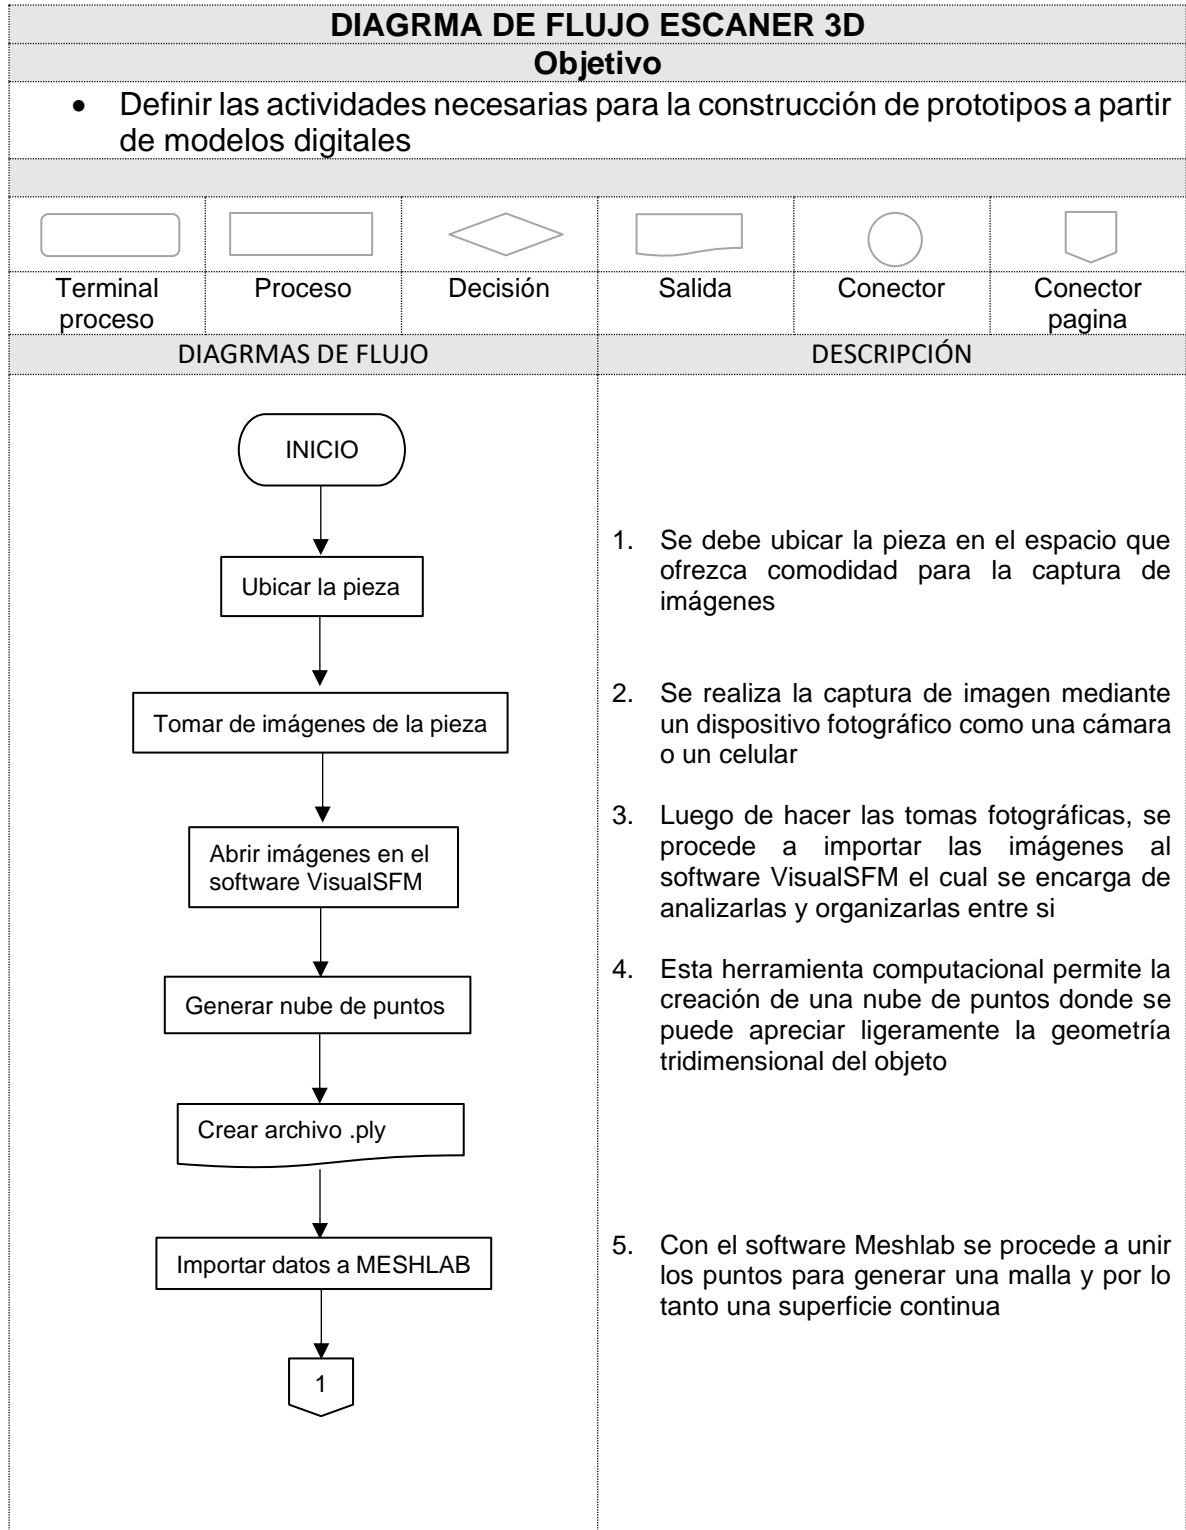 DIAGRMA DE FLUJO ESCANER 3D
Objetivo
• Definir las actividades necesarias para la construcción de prototipos a partir
de modelos digitales
Terminal
proceso
Proceso
Decisión
Salida
Conector
Conector
pagina
DIAGRMAS DE FLUJO
DESCRIPCIÓN
INICIO
Ubicar la pieza
Tomar de imágenes de la pieza
Abrir imágenes en el
software VisualSFM
Generar nube de puntos
Crear archivo .ply
Importar datos a MESHLAB
1
1. Se debe ubicar la pieza en el espacio que
ofrezca comodidad para la captura de
imágenes
2. Se realiza la captura de imagen mediante
un dispositivo fotográfico como una cámara
o un celular
3. Luego de hacer las tomas fotográficas, se
procede a importar las imágenes al
software VisualSFM el cual se encarga de
analizarlas y organizarlas entre si
4. Esta herramienta computacional permite la
creación de una nube de puntos donde se
puede apreciar ligeramente la geometría
tridimensional del objeto
5. Con el software Meshlab se procede a unir
los puntos para generar una malla y por lo
tanto una superficie continua